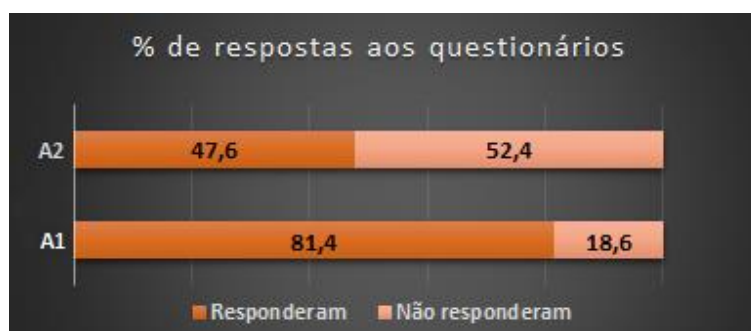 % de respostas aos questionários
A2 47,6 52,4
A1 81,4 18,6
Responderam Não responderam